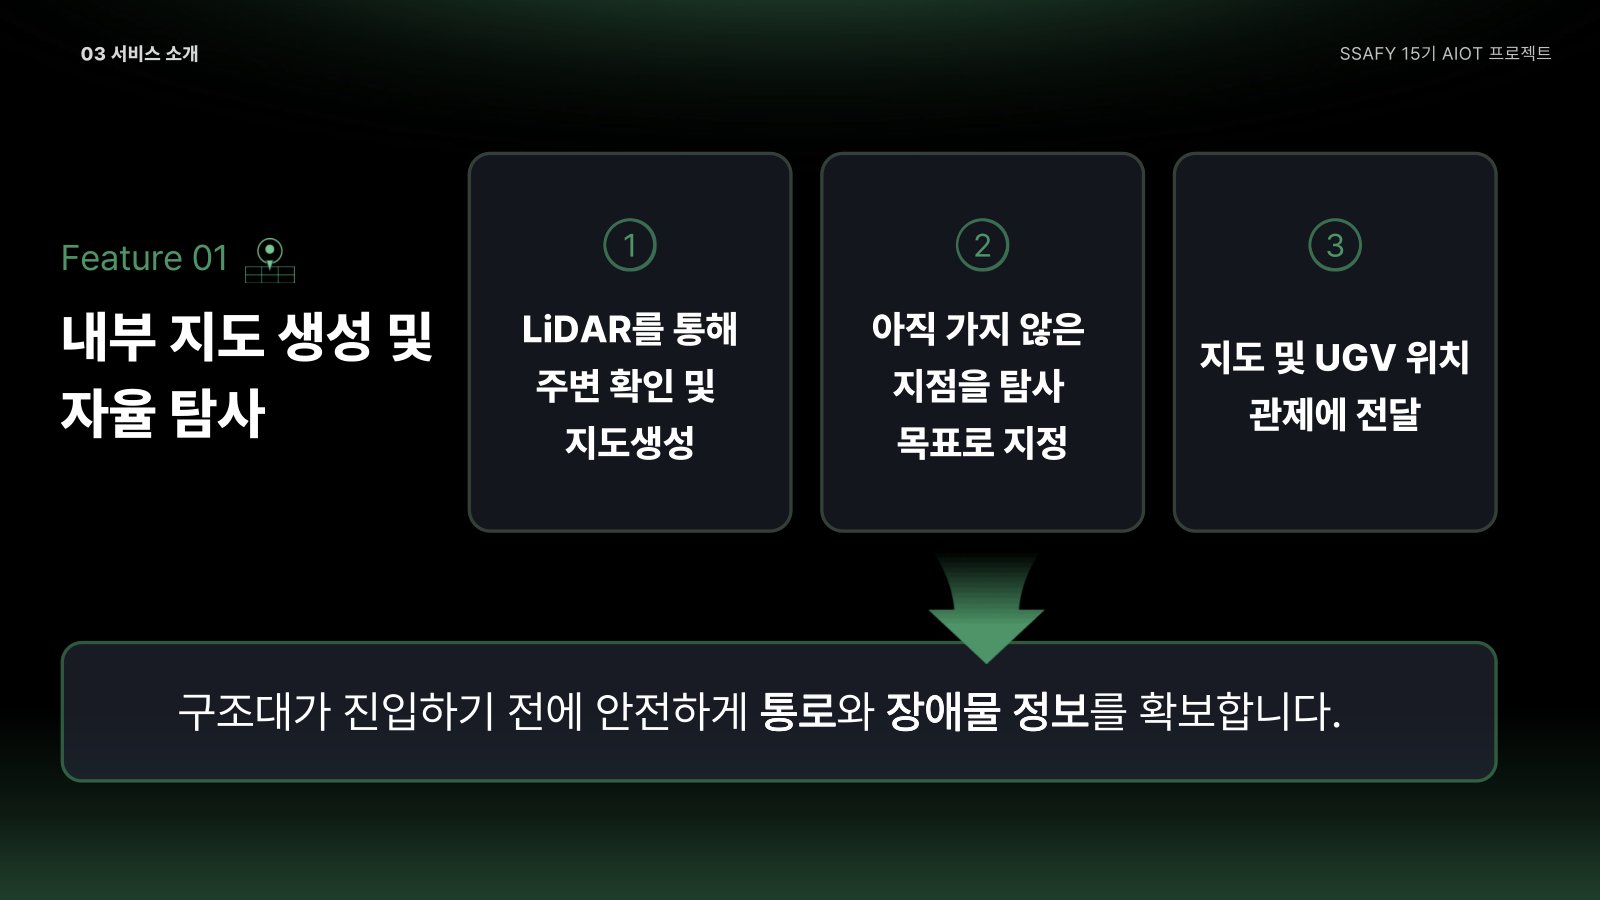 03 서비스 소개
SSAFY 15기 AIOT 프로젝트
Feature 01
내부 지도 생성 및
자율 탐사
1
LiDAR를 통해
주변 확인 및
지도생성
2
아직 가지 않은
지점을 탐사
목표로 지정
3
지도 및 UGV 위치
관제에 전달
구조대가 진입하기 전에 안전하게 통로와 장애물 정보를 확보합니다.